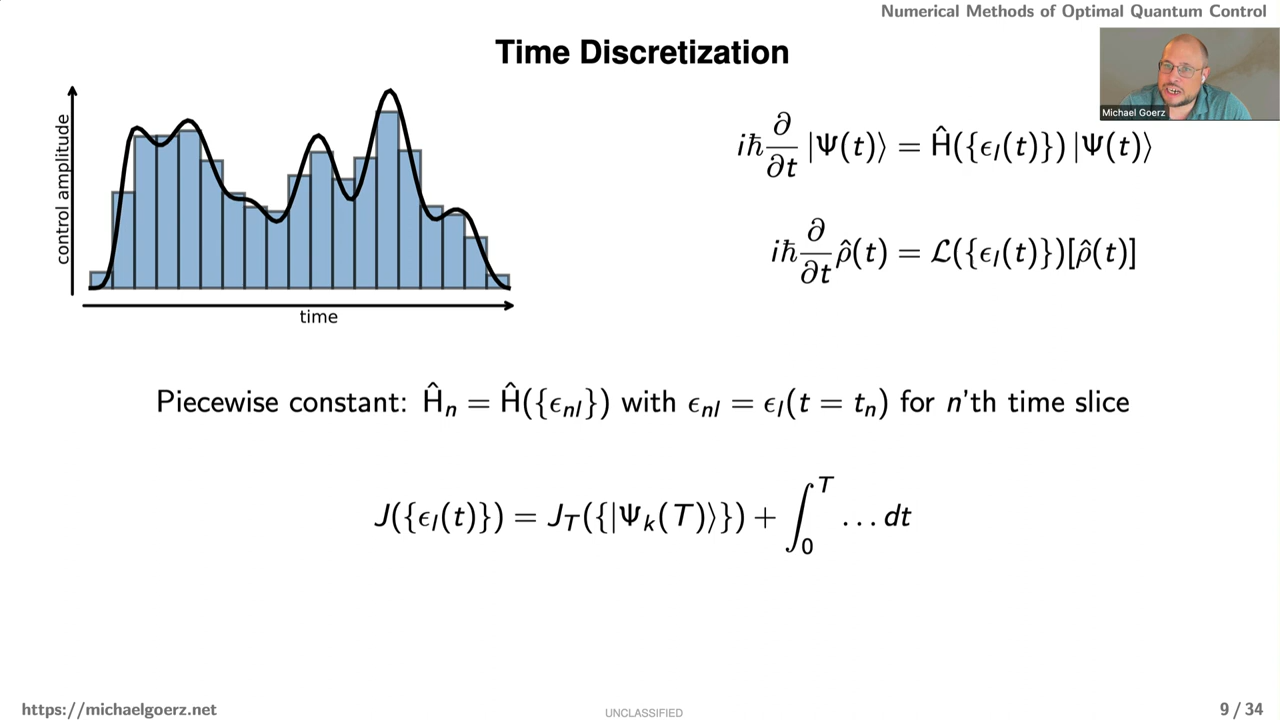 Numerical Methods of Optimal Quantum Control
Time Discretization
Michael Goerz
control amplitude
time
iħ ∂/∂t |Ψ(t)⟩ = Ĥ({ϵ_l(t)}) |Ψ(t)⟩
iħ ∂/∂t ρ̂(t) = ℒ({ϵ_l(t)})[ρ̂(t)]
Piecewise constant: Ĥ_n = Ĥ({ϵ_nl}) with ϵ_nl = ϵ_l(t = t_n) for n'th time slice
J({ϵ_l(t)}) = J_T({|Ψ_k(T)⟩}) + ∫_0^T … dt
https://michaelgoerz.net
UNCLASSIFIED
9 / 34